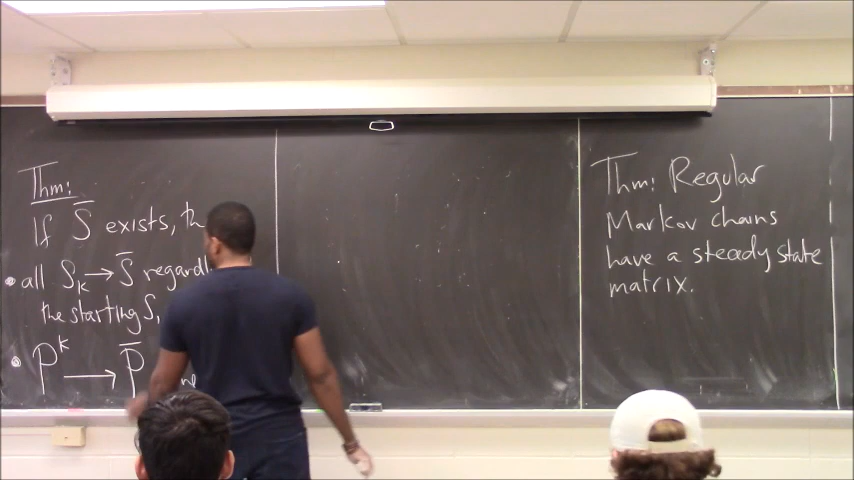 Thm:
If S̄ exists, th
all Sₖ → S̄ regardl
the starting S,
Pᵏ → P̄
Thm: Regular
Markov chains
have a steady state
matrix.